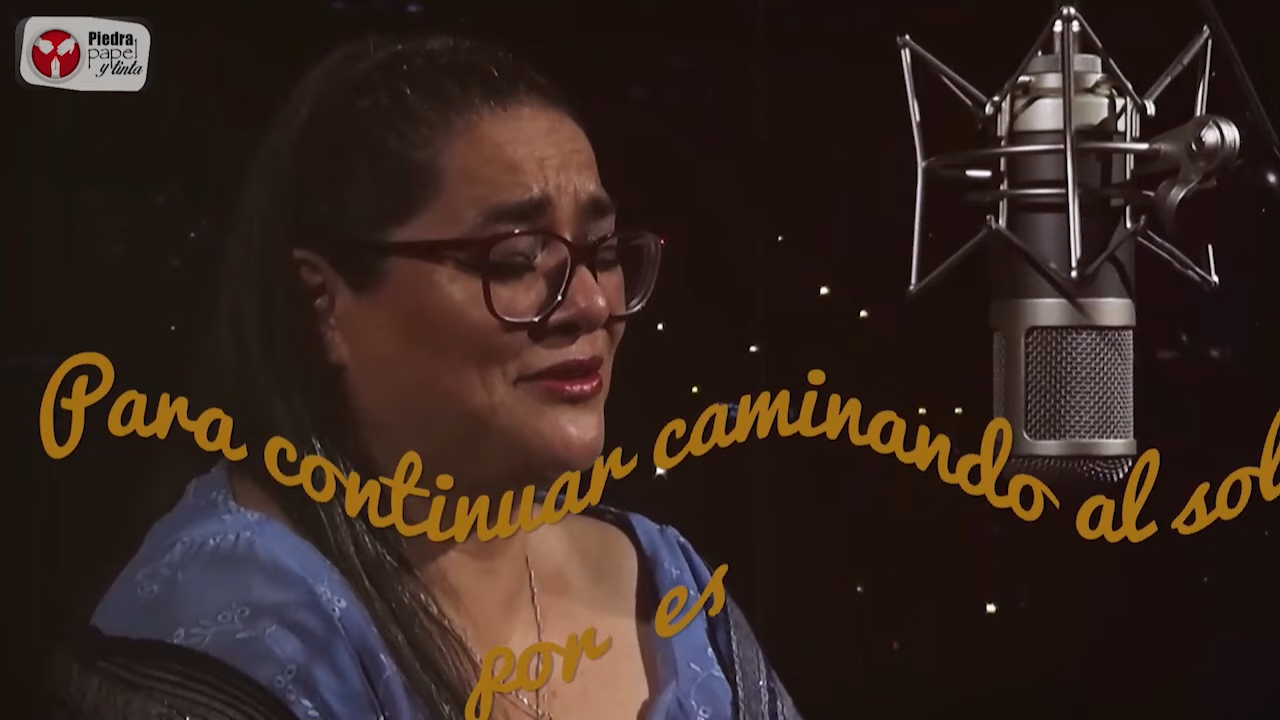 Piedra,
papel
y tinta
Para continuar caminando al sol
por es